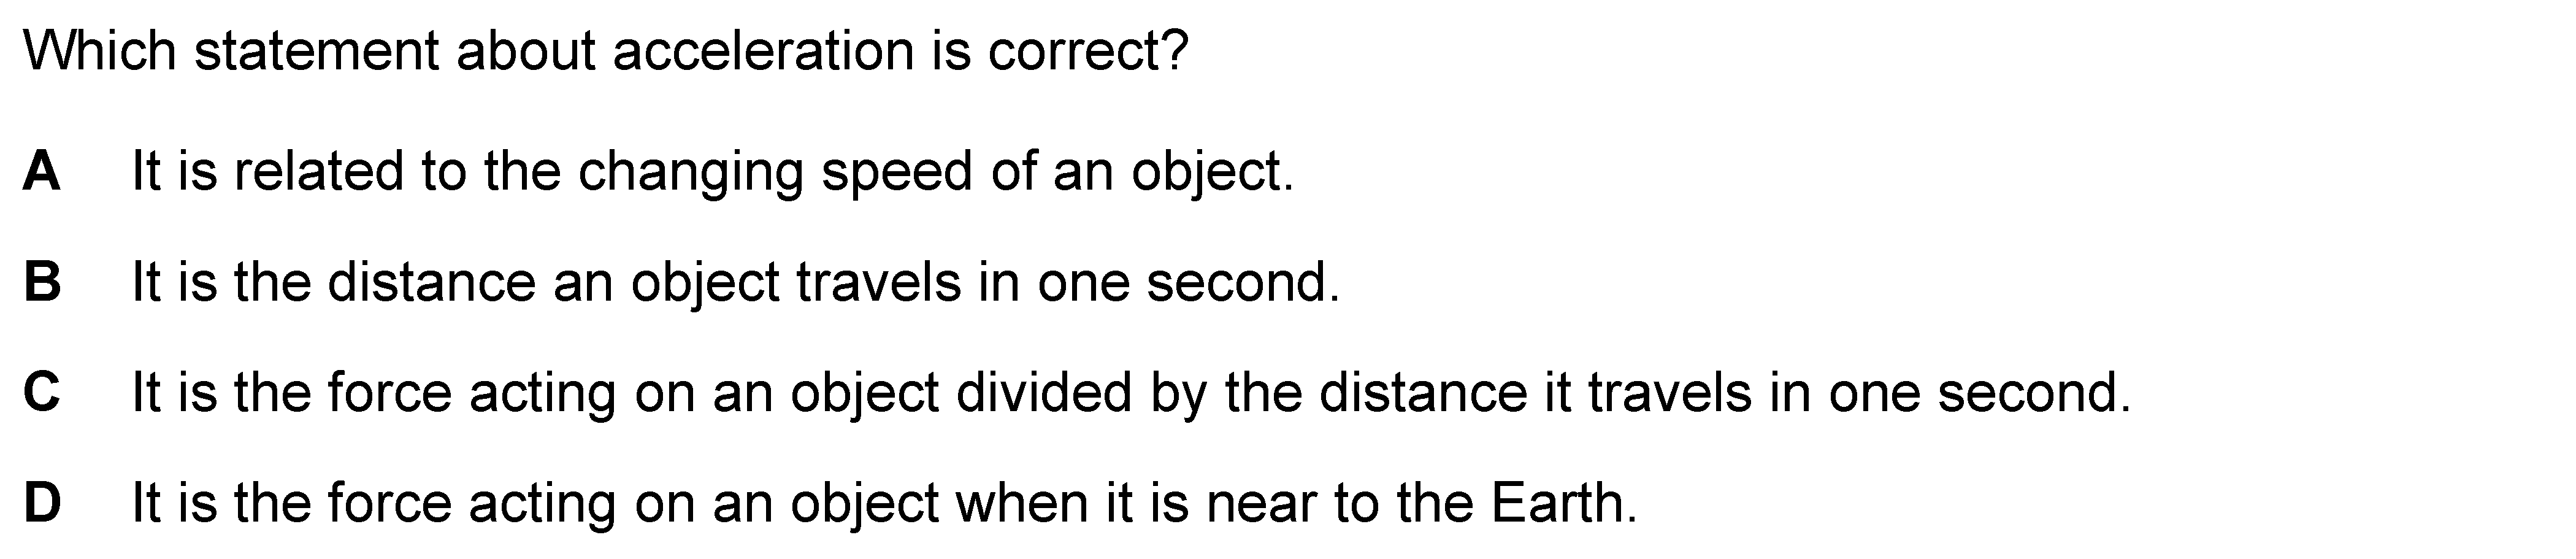 Which statement about acceleration is correct?
A It is related to the changing speed of an object.
B It is the distance an object travels in one second.
C It is the force acting on an object divided by the distance it travels in one second.
D It is the force acting on an object when it is near to the Earth.